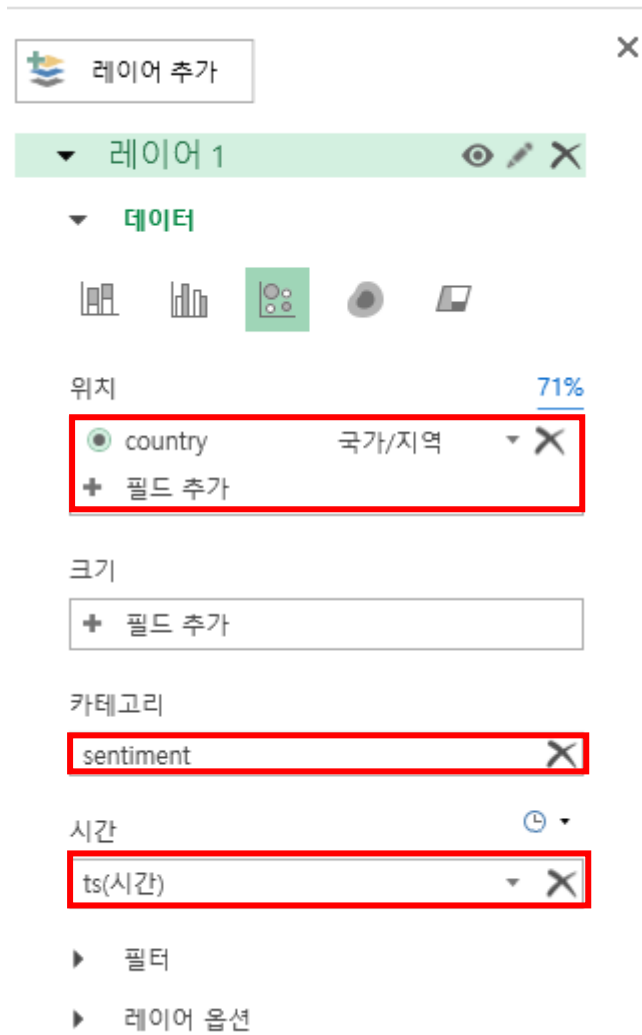 레이어 추가
레이어 1
데이터
위치 71%
country 국가/지역
필드 추가
크기
필드 추가
카테고리
sentiment
시간
ts(시간)
필터
레이어 옵션